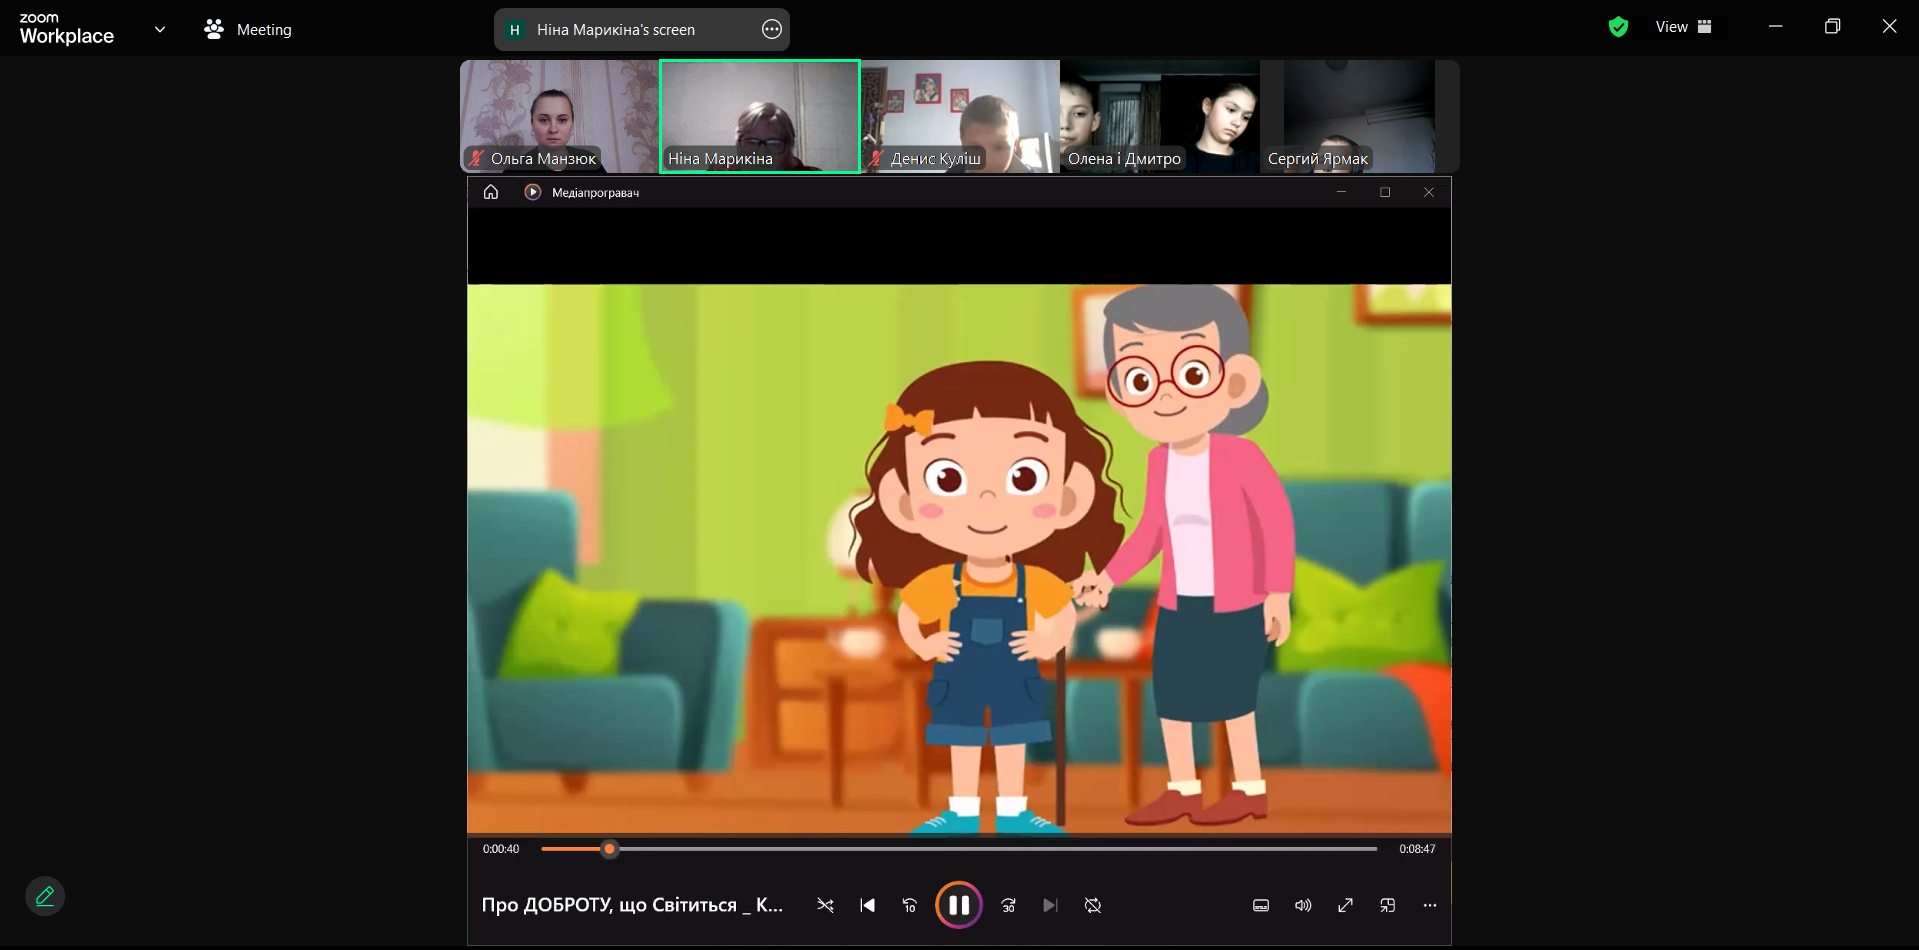 zoom
Workplace
Meeting
H
Ніна Марикіна's screen
View
Ольга Манзюк
Ніна Марикіна
Денис Куліш
Олена і Дмитро
Сергий Ярмак
Медіапрогравач
0:00:40
0:08:47
Про ДОБРОТУ, що Світиться _ К...
10
30